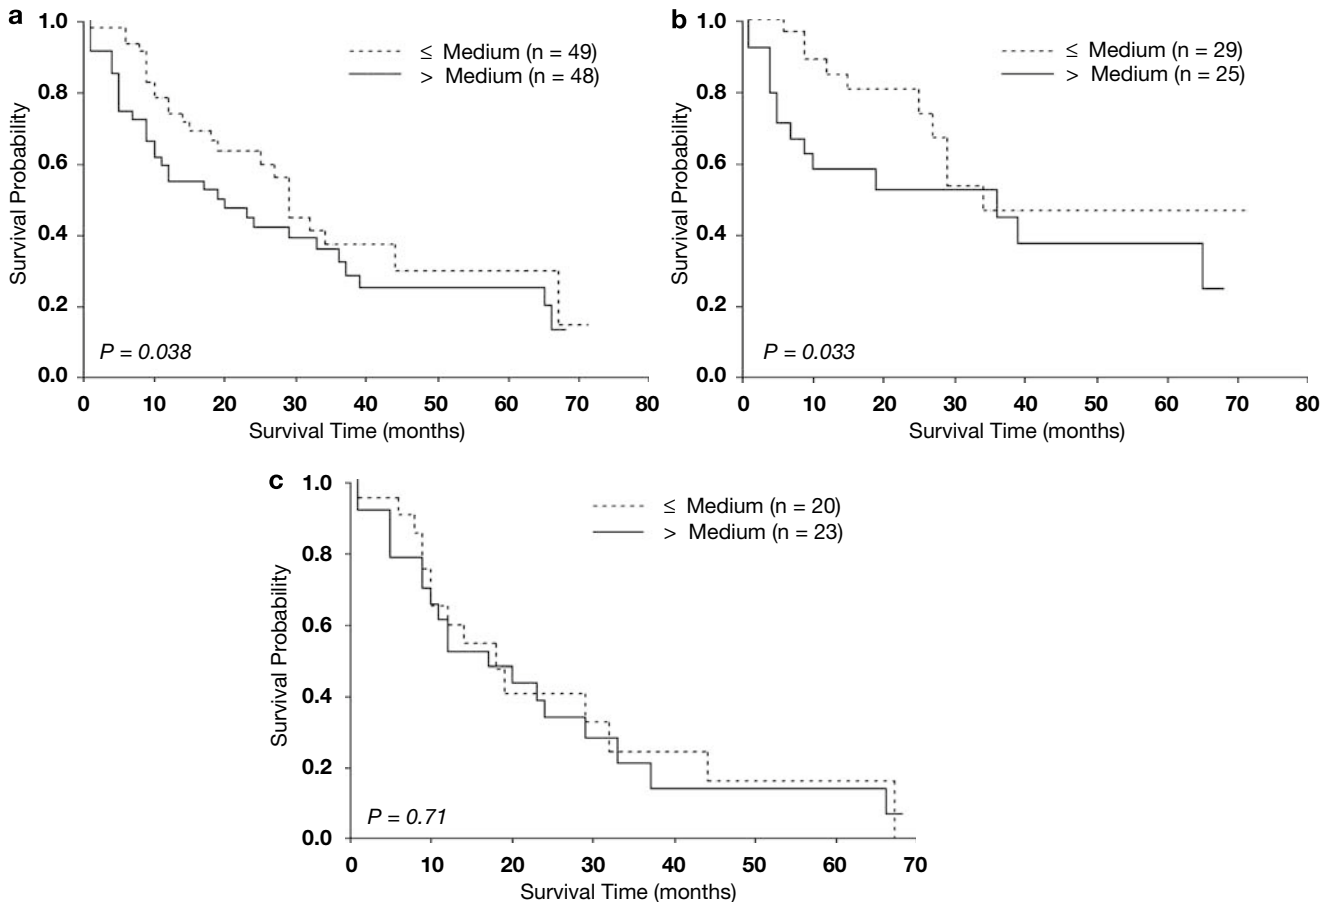 a
1.0
0.8
0.6
0.4
0.2
0.0
Survival Probability
≤ Medium (n = 49)
> Medium (n = 48)
P = 0.038
0 10 20 30 40 50 60 70 80
Survival Time (months)
b
1.0
0.8
0.6
0.4
0.2
0.0
Survival Probability
≤ Medium (n = 29)
> Medium (n = 25)
P = 0.033
0 10 20 30 40 50 60 70 80
Survival Time (months)
c
1.0
0.8
0.6
0.4
0.2
0.0
Survival Probability
≤ Medium (n = 20)
> Medium (n = 23)
P = 0.71
0 10 20 30 40 50 60 70
Survival Time (months)